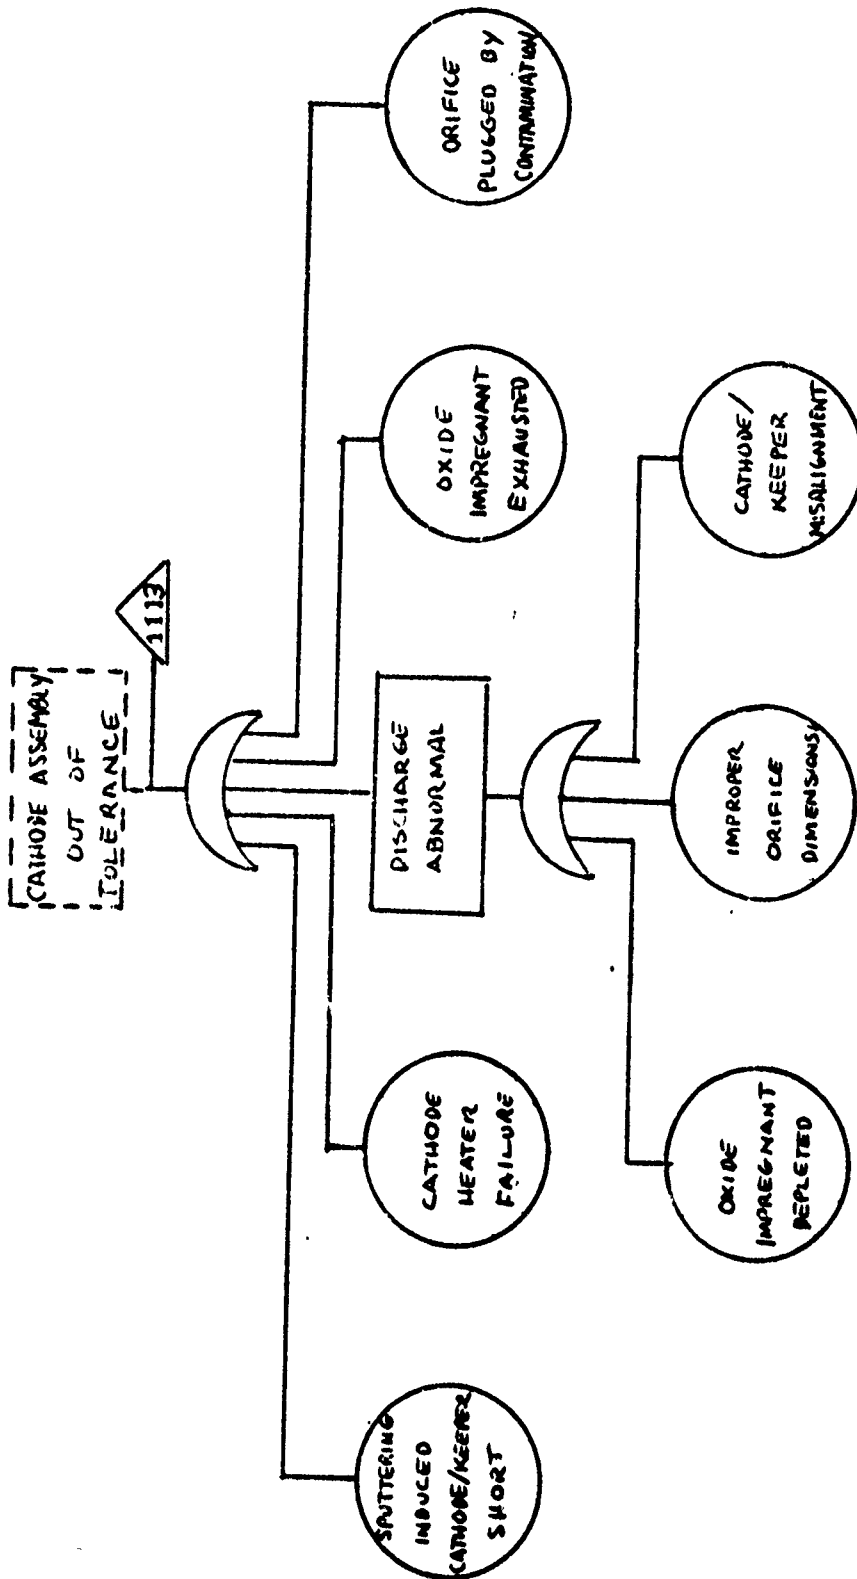 CATHODE ASSEMBLY
OUT OF
TOLERANCE
1113
SPUTTERING
INDUCED
CATHODE/KEEPER
SHORT
CATHODE
HEATER
FAILURE
DISCHARGE
ABNORMAL
OXIDE
IMPREGNANT
EXHAUSTED
ORIFICE
PLUGGED BY
CONTAMINATION
OXIDE
IMPREGNANT
DEPLETED
IMPROPER
ORIFICE
DIMENSIONS
CATHODE/
KEEPER
MISALIGNMENT